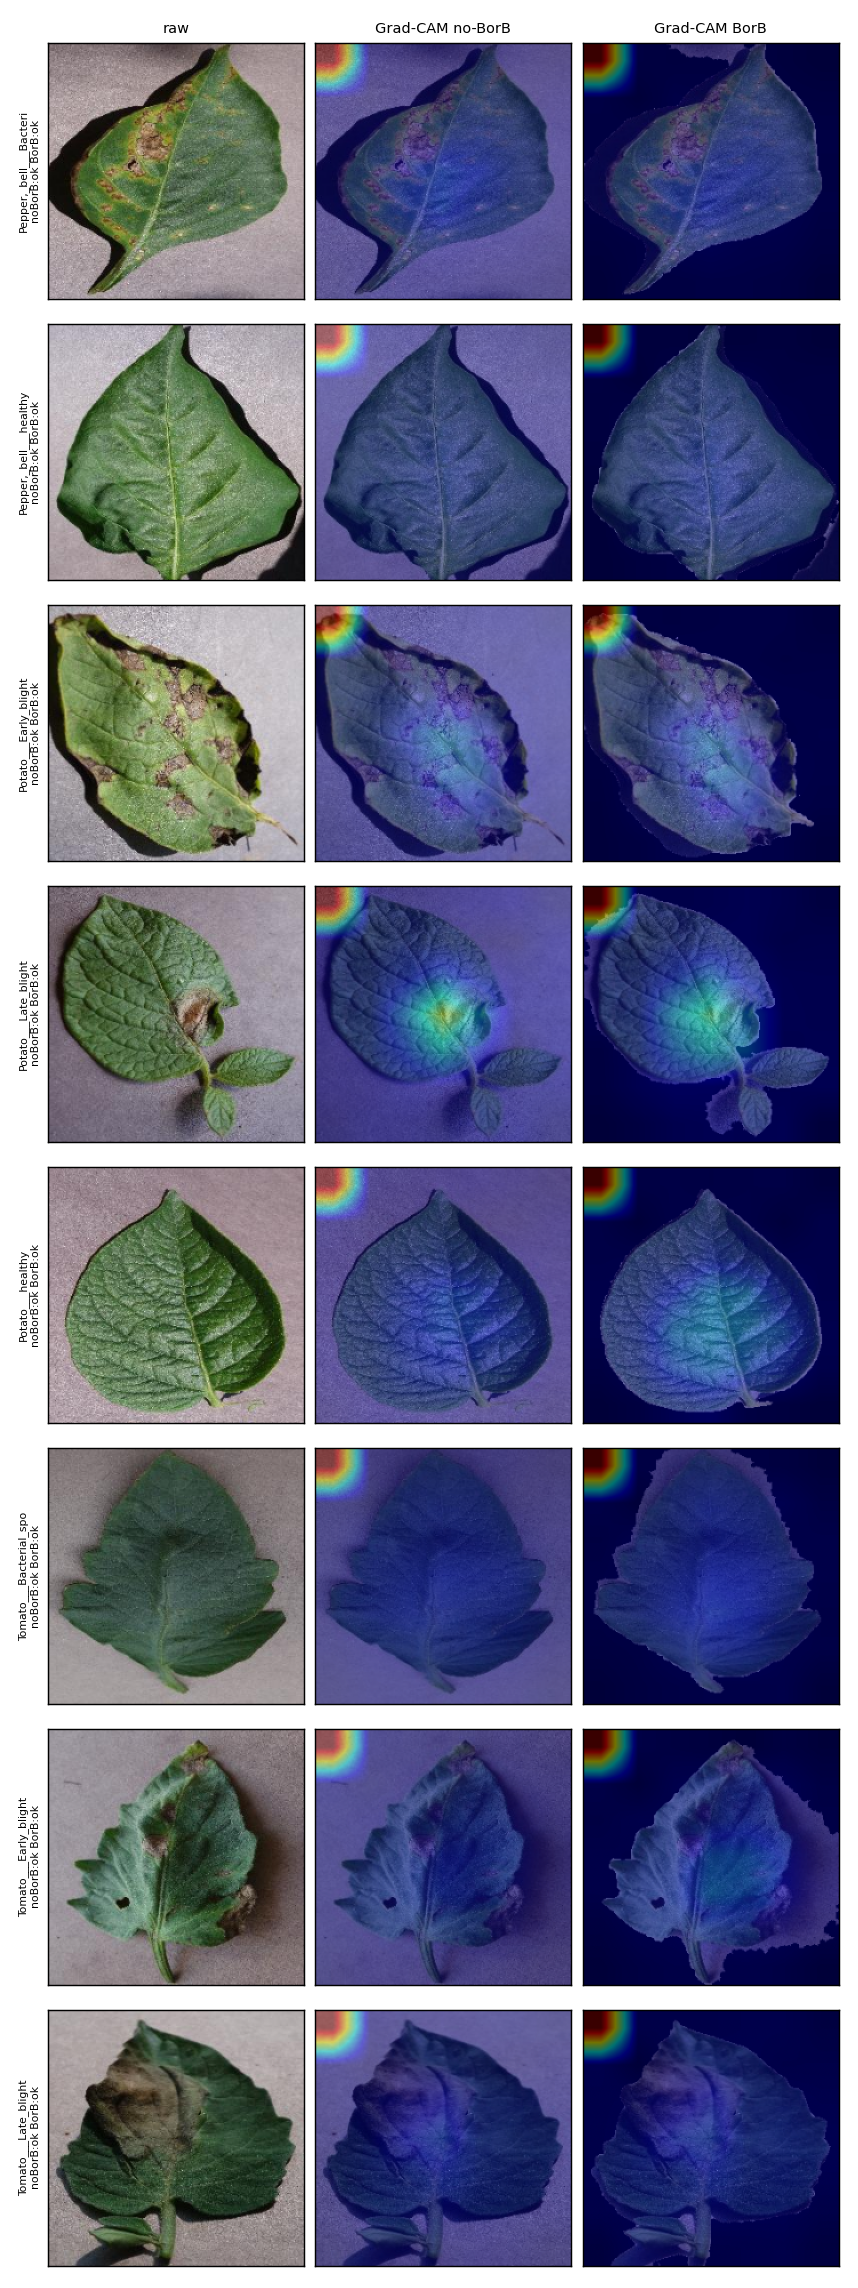 raw Grad-CAM no-BorB Grad-CAM BorB
Pepper,_bell___Bacteri
noBorB:ok BorB:ok
Pepper,_bell___healthy
noBorB:ok BorB:ok
Potato___Early_blight
noBorB:ok BorB:ok
Potato___Late_blight
noBorB:ok BorB:ok
Potato___healthy
noBorB:ok BorB:ok
Tomato___Bacterial_spo
noBorB:ok BorB:ok
Tomato___Early_blight
noBorB:ok BorB:ok
Tomato___Late_blight
noBorB:ok BorB:ok